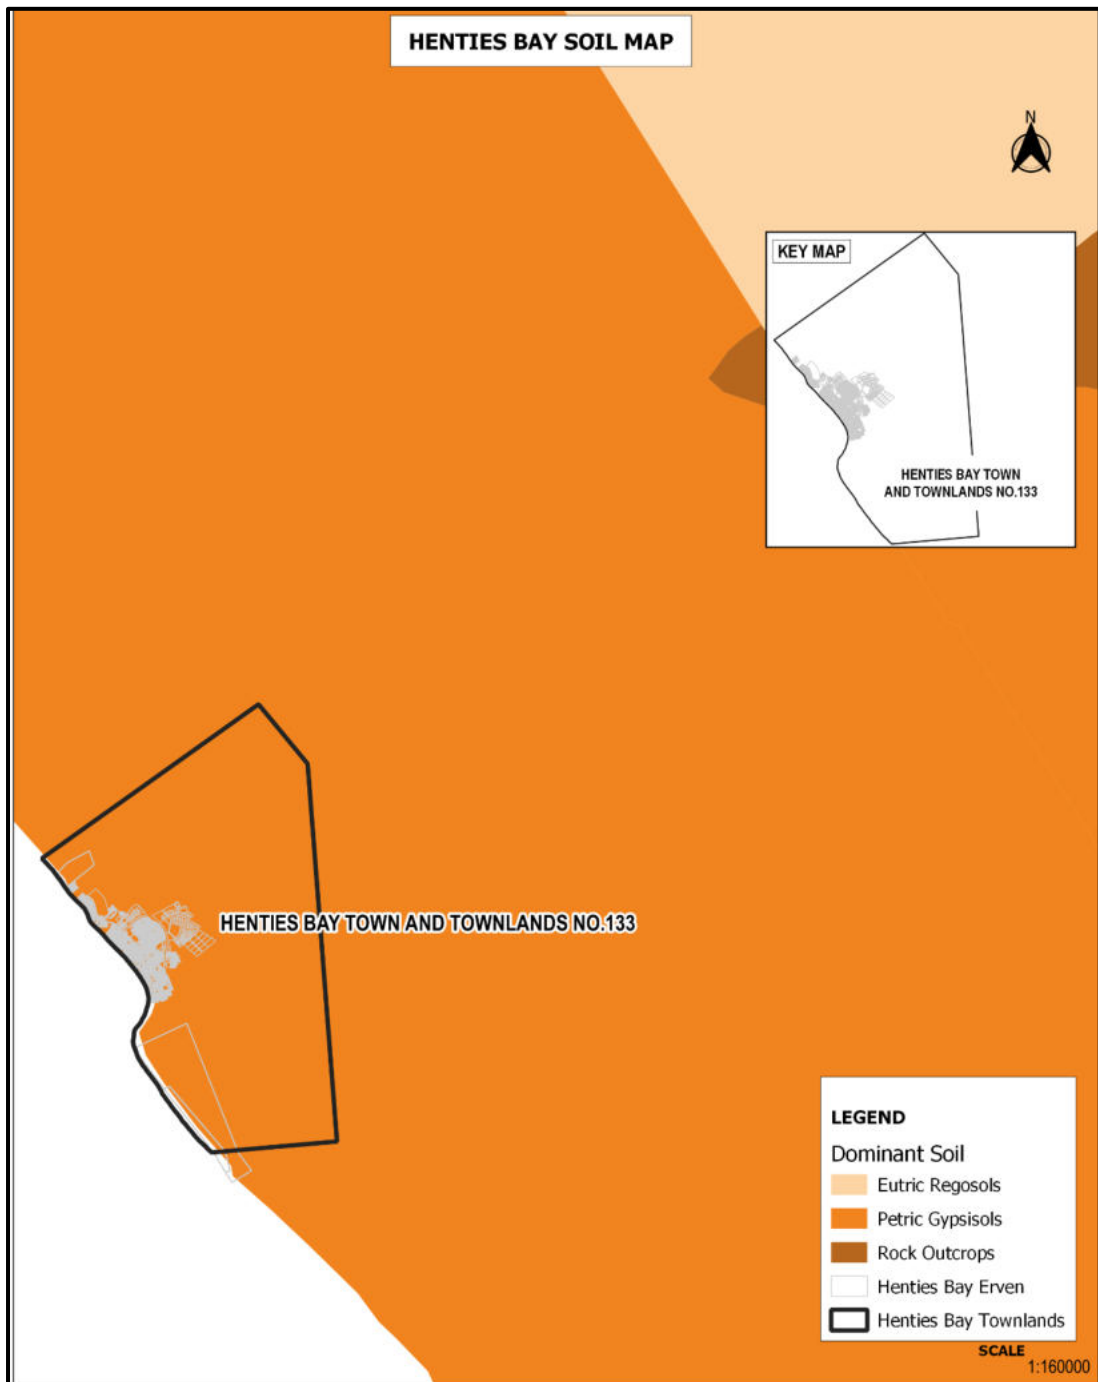 HENTIES BAY SOIL MAP
N
KEY MAP
HENTIES BAY TOWN
AND TOWNLANDS NO.133
HENTIES BAY TOWN AND TOWNLANDS NO.133
LEGEND
Dominant Soil
Eutric Regosols
Petric Gypsisols
Rock Outcrops
Henties Bay Erven
Henties Bay Townlands
SCALE
1:160000